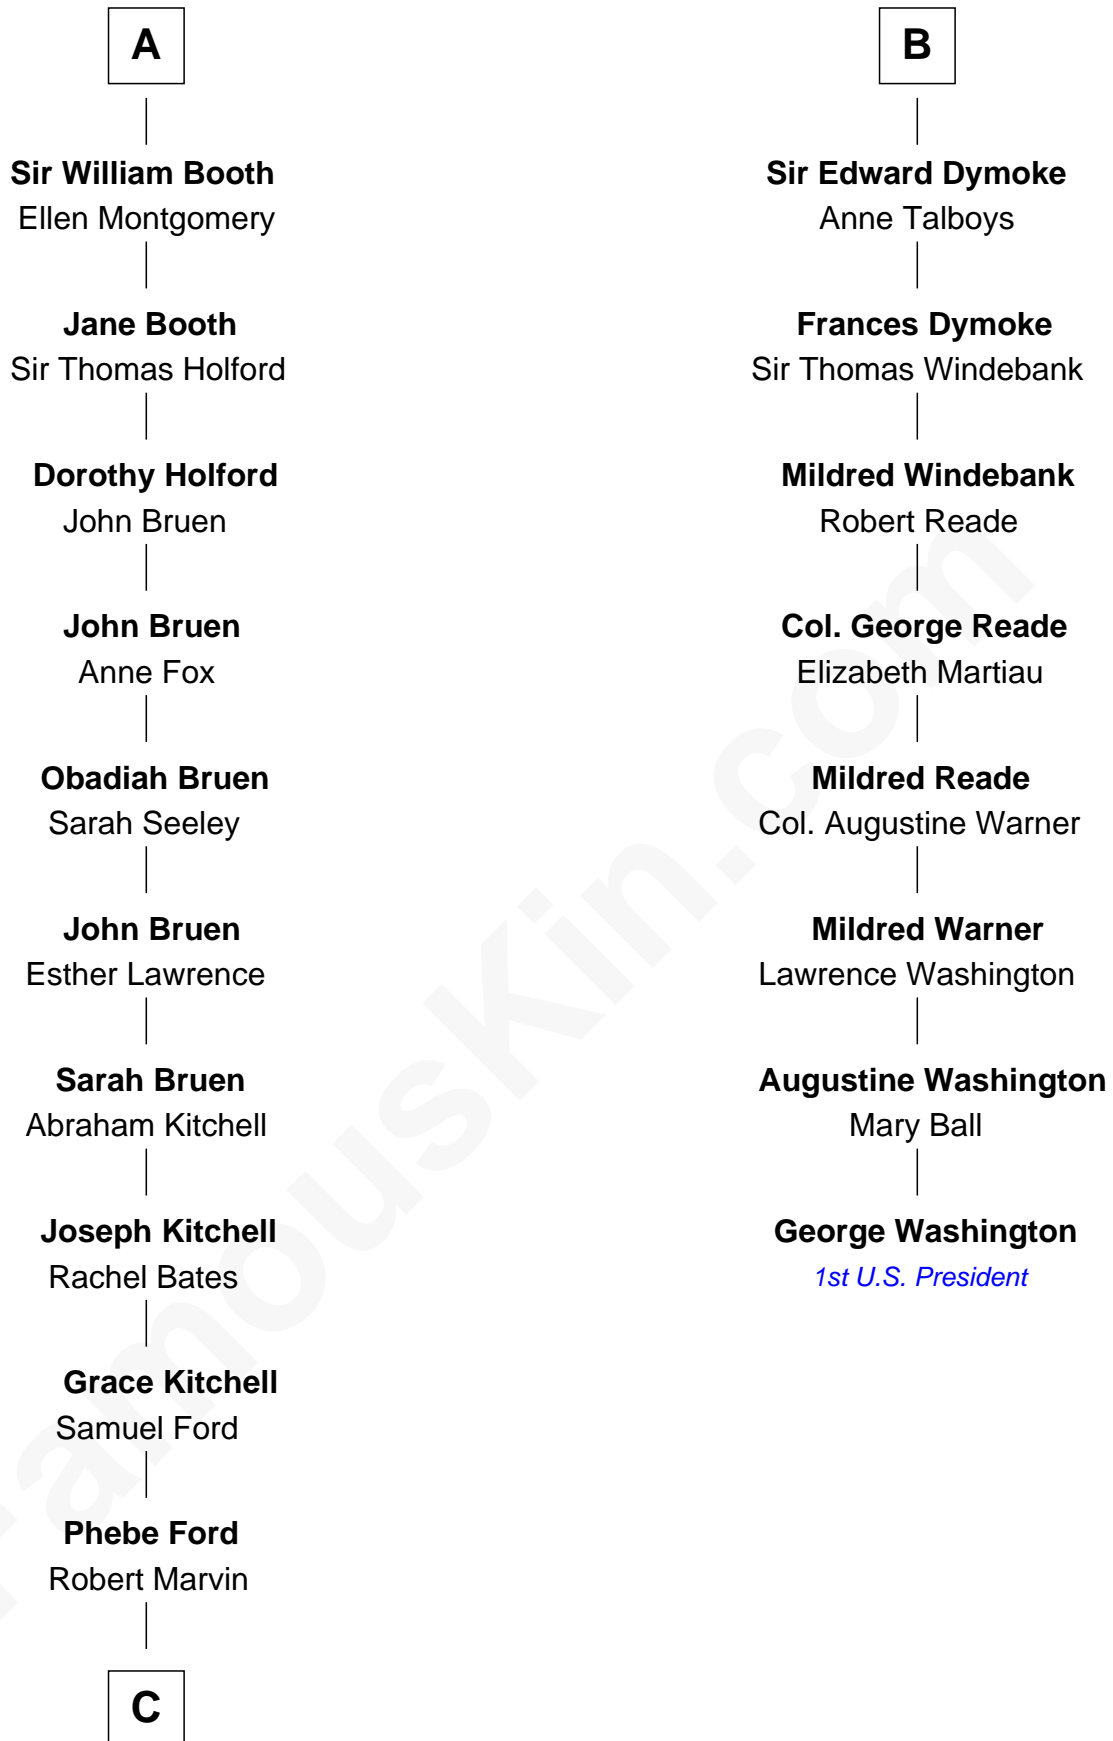 A
Sir William Booth
Ellen Montgomery
Jane Booth
Sir Thomas Holford
Dorothy Holford
John Bruen
John Bruen
Anne Fox
Obadiah Bruen
Sarah Seeley
John Bruen
Esther Lawrence
Sarah Bruen
Abraham Kitchell
Joseph Kitchell
Rachel Bates
Grace Kitchell
Samuel Ford
Phebe Ford
Robert Marvin
C
B
Sir Edward Dymoke
Anne Talboys
Frances Dymoke
Sir Thomas Windebank
Mildred Windebank
Robert Reade
Col. George Reade
Elizabeth Martiau
Mildred Reade
Col. Augustine Warner
Mildred Warner
Lawrence Washington
Augustine Washington
Mary Ball
George Washington
1st U.S. President
FamousKin.com